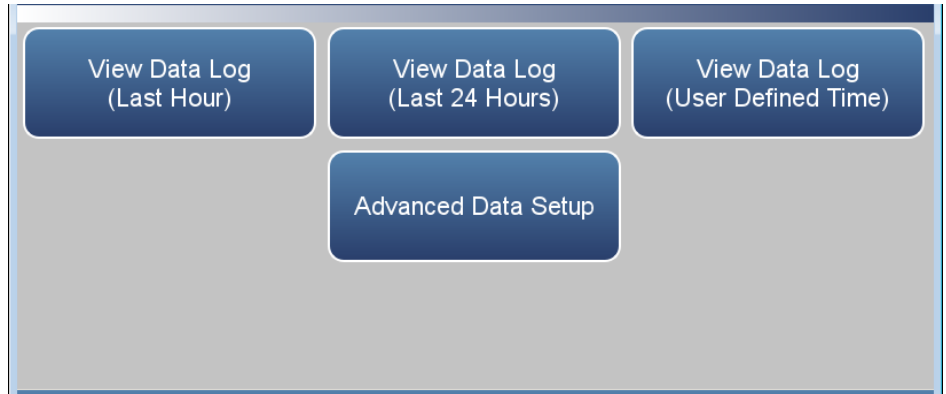 View Data Log
(Last Hour)
View Data Log
(Last 24 Hours)
View Data Log
(User Defined Time)
Advanced Data Setup